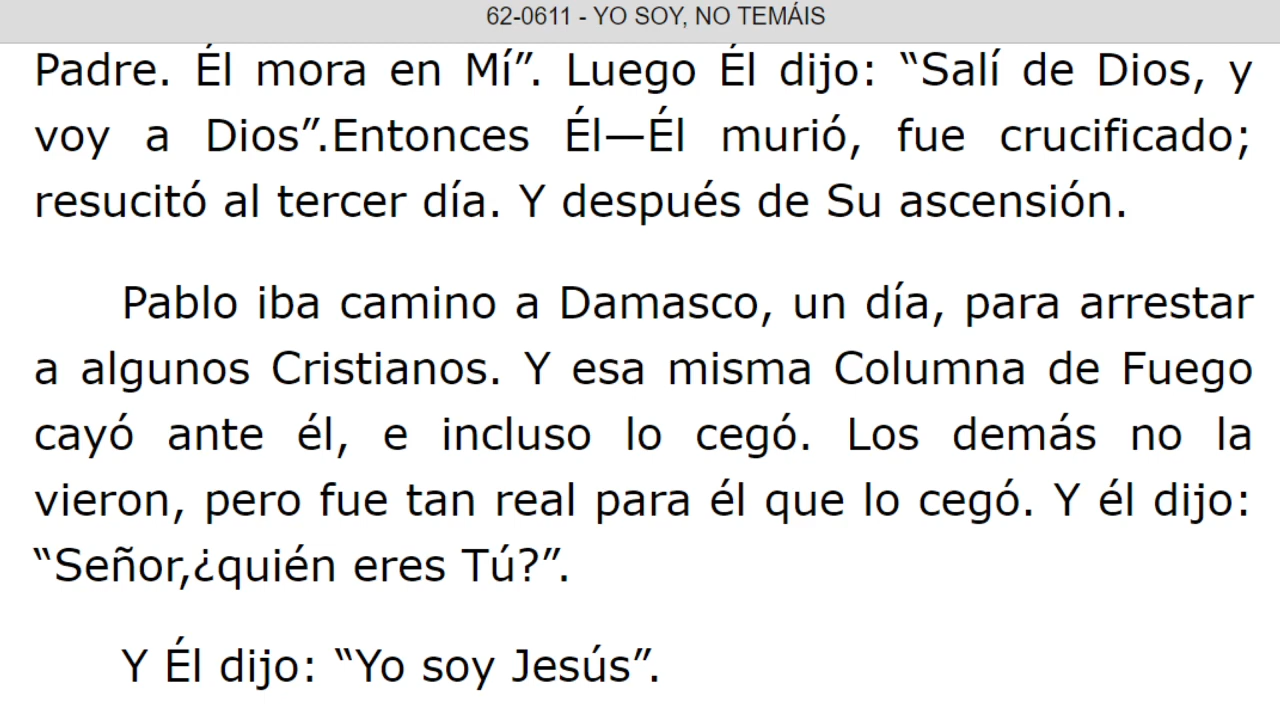 62-0611 - YO SOY, NO TEMÁIS
Padre. Él mora en Mí”. Luego Él dijo: “Salí de Dios, y
voy a Dios”.Entonces Él—Él murió, fue crucificado;
resucitó al tercer día. Y después de Su ascensión.
Pablo iba camino a Damasco, un día, para arrestar
a algunos Cristianos. Y esa misma Columna de Fuego
cayó ante él, e incluso lo cegó. Los demás no la
vieron, pero fue tan real para él que lo cegó. Y él dijo:
“Señor,¿quién eres Tú?”.
Y Él dijo: “Yo soy Jesús”.